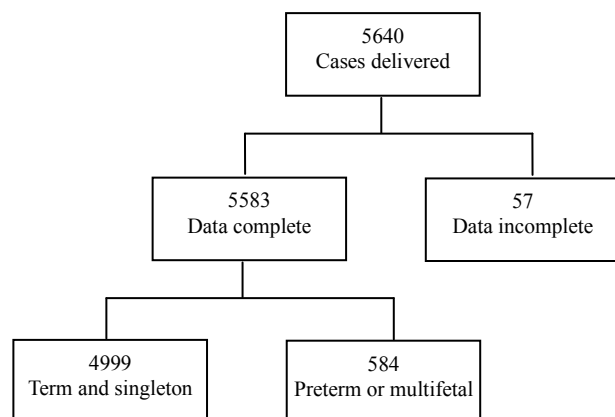 5640
Cases delivered
5583
Data complete
57
Data incomplete
4999
Term and singleton
584
Preterm or multifetal